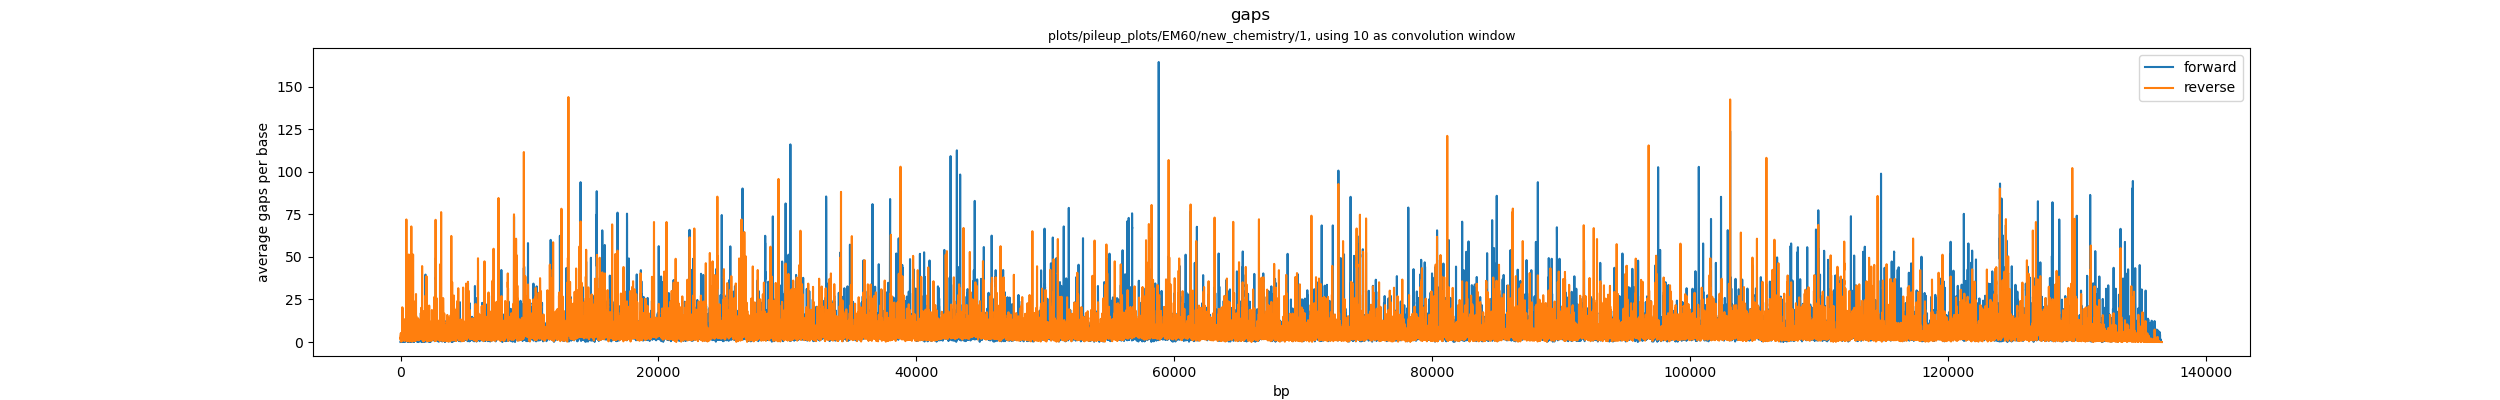 gaps
plots/pileup_plots/EM60/new_chemistry/1, using 10 as convolution window
forward
reverse
average gaps per base
150
125
100
75
50
25
0
0 20000 40000 60000 80000 100000 120000 140000
bp